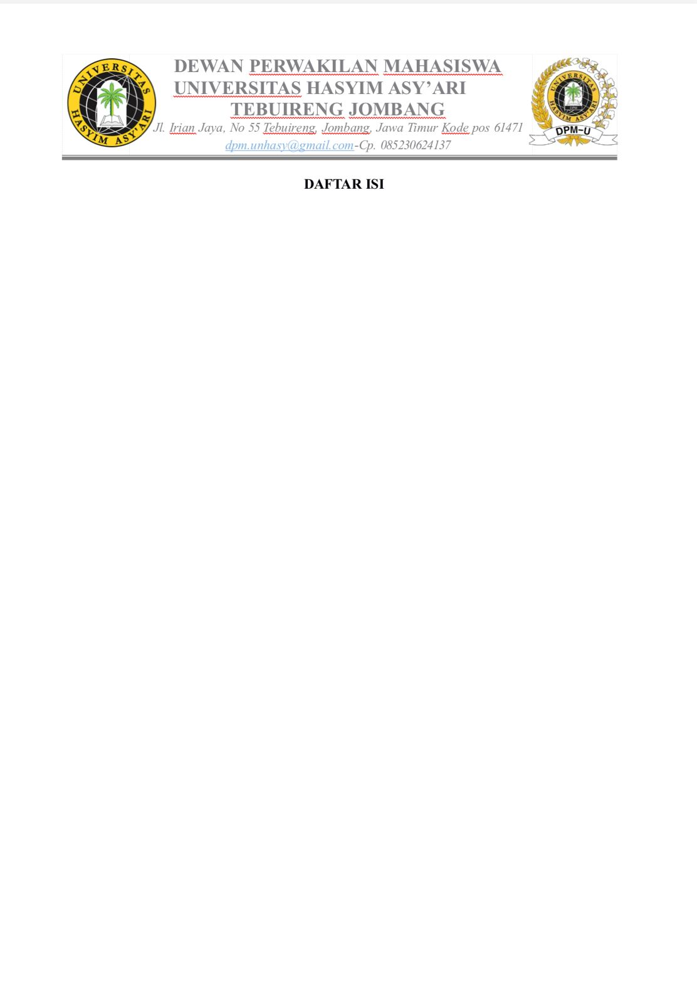 UNIVERSITAS
HASYIM ASY'ARI
DEWAN PERWAKILAN MAHASISWA
UNIVERSITAS HASYIM ASY’ARI
TEBUIRENG JOMBANG
Jl. Irian Jaya, No 55 Tebuireng, Jombang, Jawa Timur Kode pos 61471
dpm.unhasy@gmail.com-Cp. 085230624137
UNIVERSITAS
HASYIM ASY'ARI
DPM
DPM-U
DAFTAR ISI